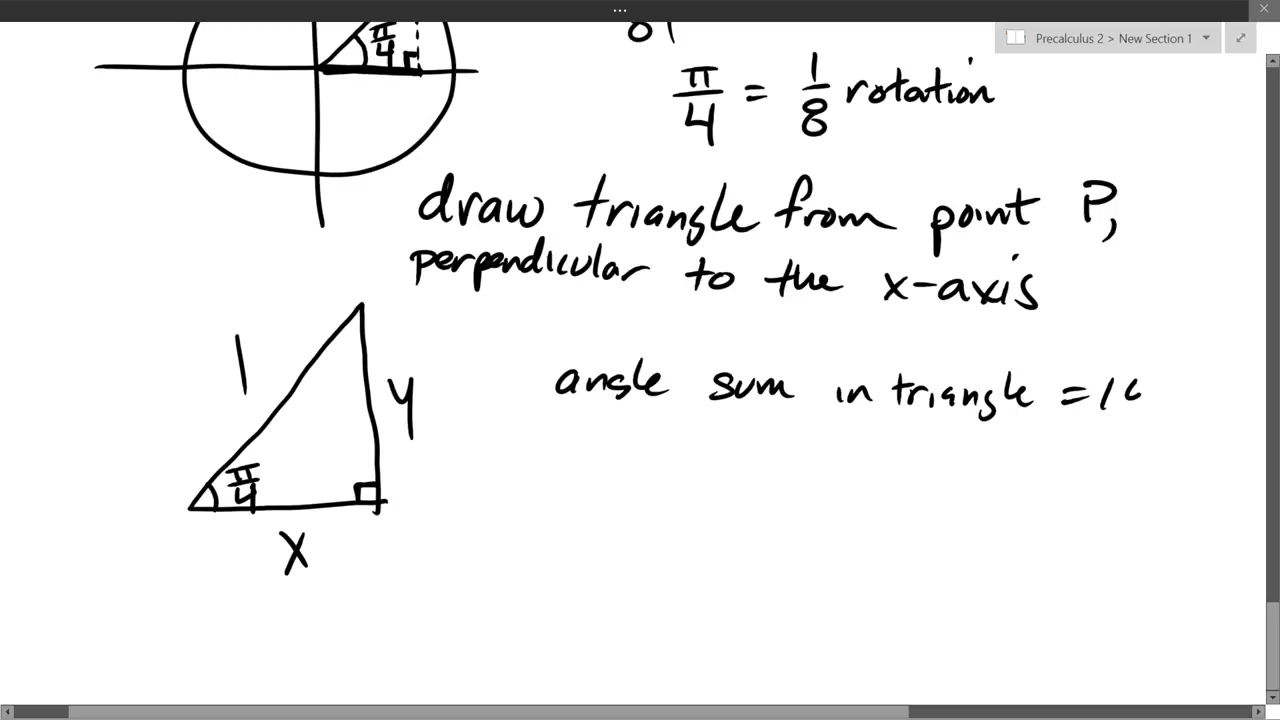 ...
Precalculus 2 > New Section 1
π/4
π/4 = 1/8 rotation
draw triangle from point P,
perpendicular to the x-axis
1
y
angle sum in triangle =
π/4
x